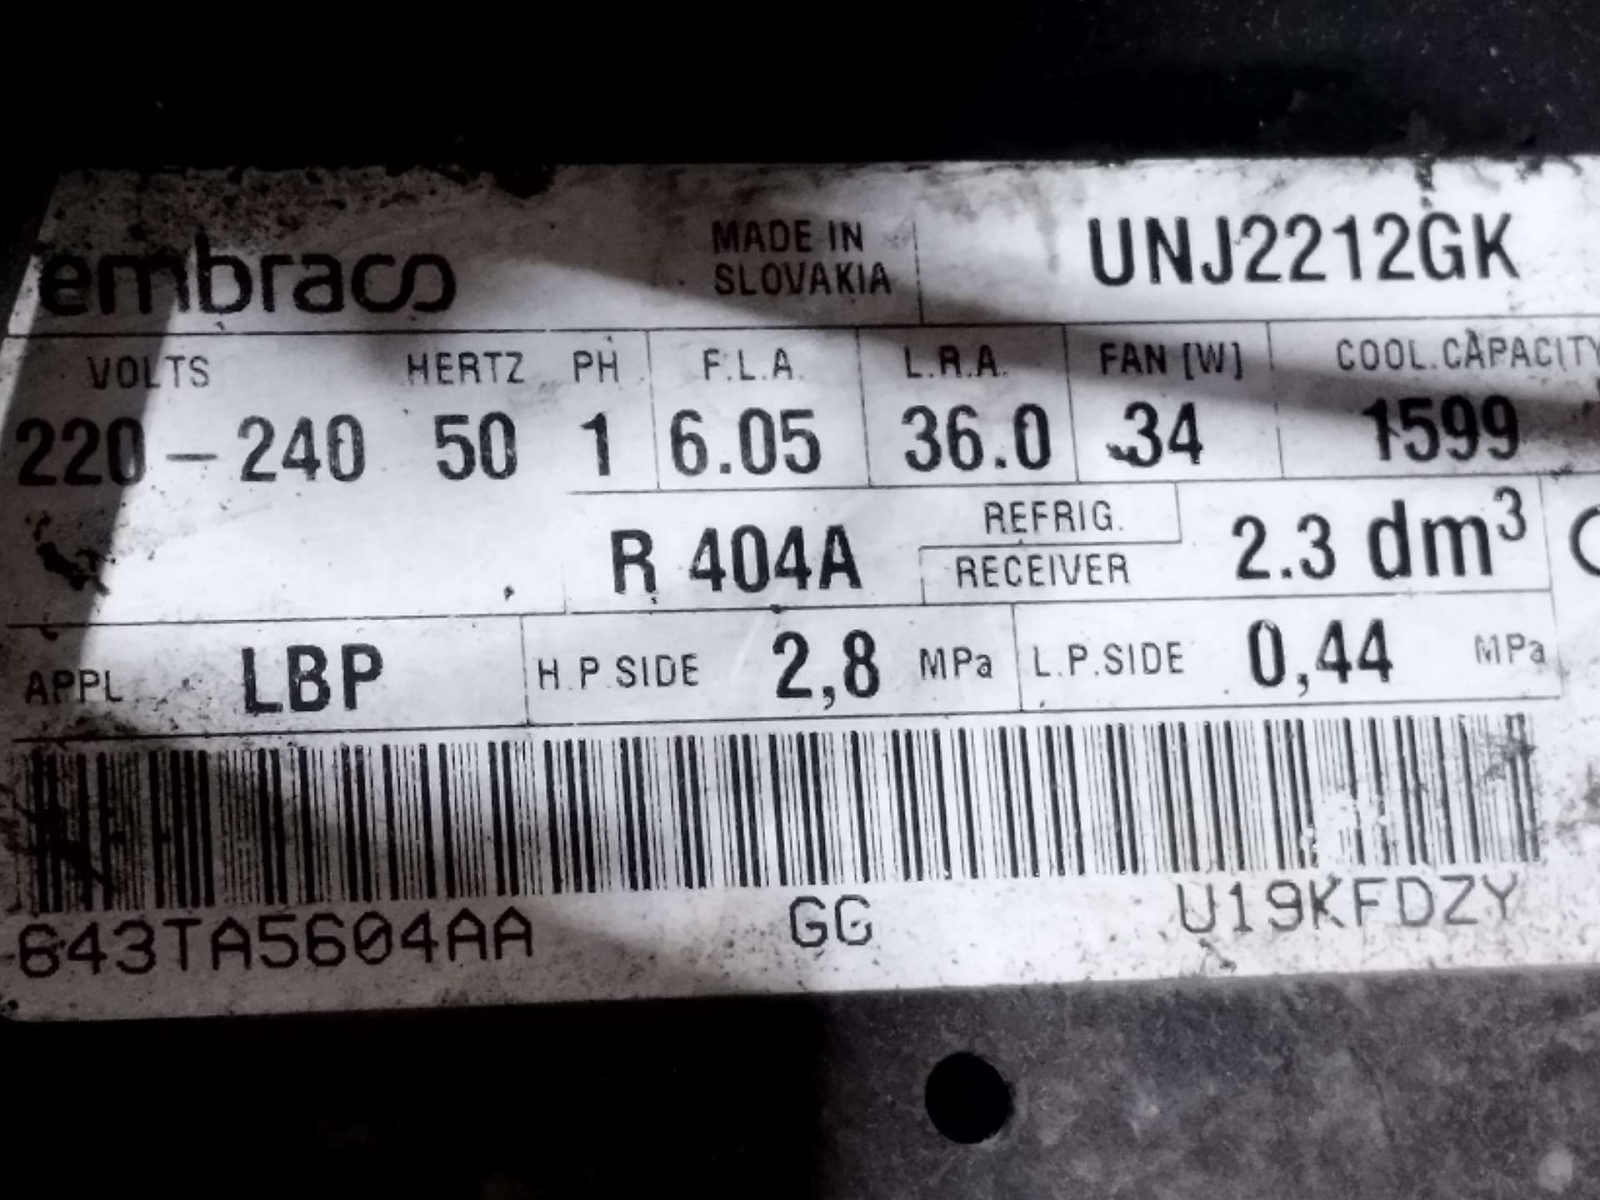 embraco MADE IN SLOVAKIA UNJ2212GK
VOLTS HERTZ PH F.L.A. L.R.A. FAN [W] COOL.CAPACITY
220 - 240 50 1 6.05 36.0 34 1599
R 404A REFRIG. RECEIVER 2.3 dm³
APPL LBP H.P.SIDE 2,8 MPa L.P.SIDE 0,44 MPa
643TA5604AA GG U19KFDZY